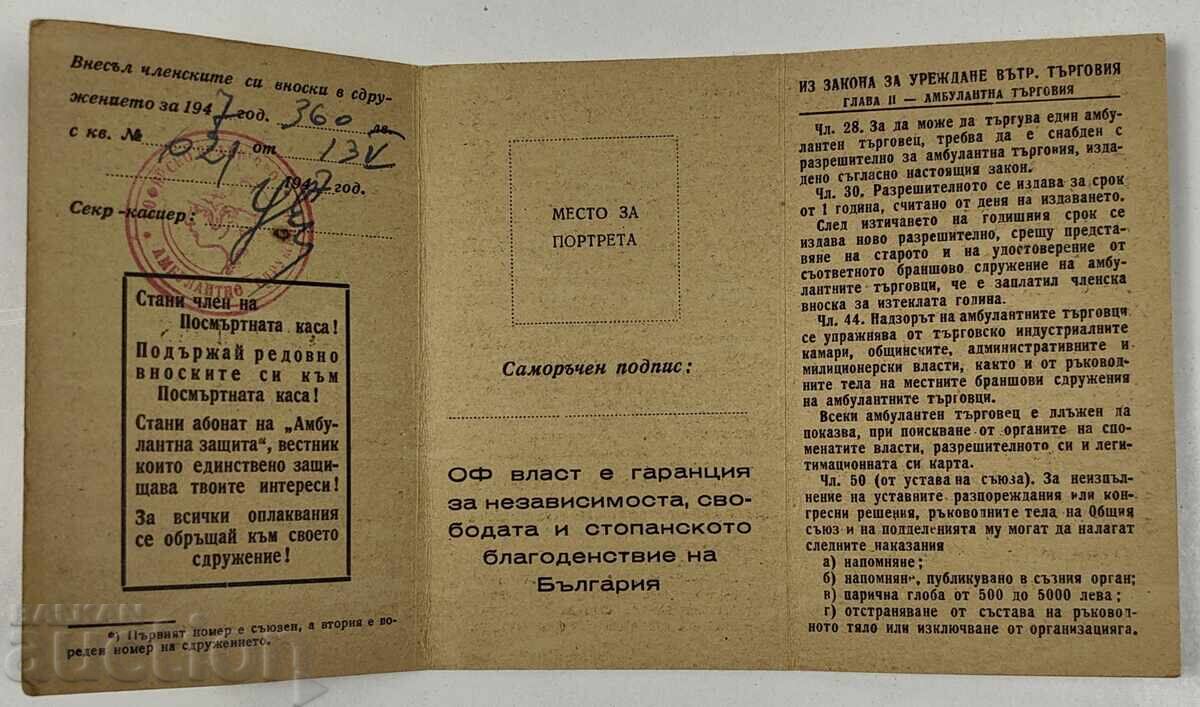 Внесъл членските си вноски в сдру-
жението за 1947 год. 360 лв.
с кв. № 021 от 13 V
1947 год.
Секр-касиер:
АМБУЛАНТНО
Стани член на
Посмъртната каса!
Подържай редовно
вноските си към
Посмъртната каса!
Стани абонат на „Амбу-
лантна защита“, вестник
които единствено защи-
щава твоите интереси!
За всички оплаквания
се обръщай към своето
сдружение!
*) Първият номер е съюзен, а втория е по-
реден номер на сдружението.
МЕСТО ЗА
ПОРТРЕТА
Саморъчен подпис:
ОФ власт е гаранция
за независимоста, сво-
бодата и стопанското
благоденствие на
България
ИЗ ЗАКОНА ЗА УРЕЖДАНЕ ВЪТР. ТЪРГОВИЯ
ГЛАВА II — АМБУЛАНТНА ТЪРГОВИЯ
Чл. 28. За да може да търгува един амбу-
лантен търговец, требва да е снабден с
разрешително за амбулантна търговия, изда-
дено съгласно настоящия закон.
Чл. 30. Разрешителното се издава за срок
от 1 година, считано от деня на издаването.
След изтичането на годишния срок се
издава ново разрешително, срещу предста-
вяне на старото и на удостоверение от
съответното браншово сдружение на амбу-
лантните търговци, че е заплатил членска
вноска за изтеклата година.
Чл. 44. Надзорът на амбулантните търговци
се упражнява от търговско индустриалните
камари, общинските, административните и
милиционерски власти, както и от ръковод-
ните тела на местните браншови сдружения
на амбулантните търговци.
Всеки амбулантен търговец е длъжен да
показва, при поискване от органите на спо-
менатите власти, разрешителното си и леги-
тимационната си карта.
Чл. 50 (от устава на съюза). За неизпъл-
нение на уставните разпореждания или кон-
гресни решения, ръководните тела на Общия
съюз и на подделенията му могат да налагат
следните наказания
а) напомняне;
б) напомнян, публикувано в съзния орган;
в) парична глоба от 500 до 5000 лева;
г) отстраняване от състава на ръковод-
ното тяло или изключване от организацията.
БАНКАН
auction